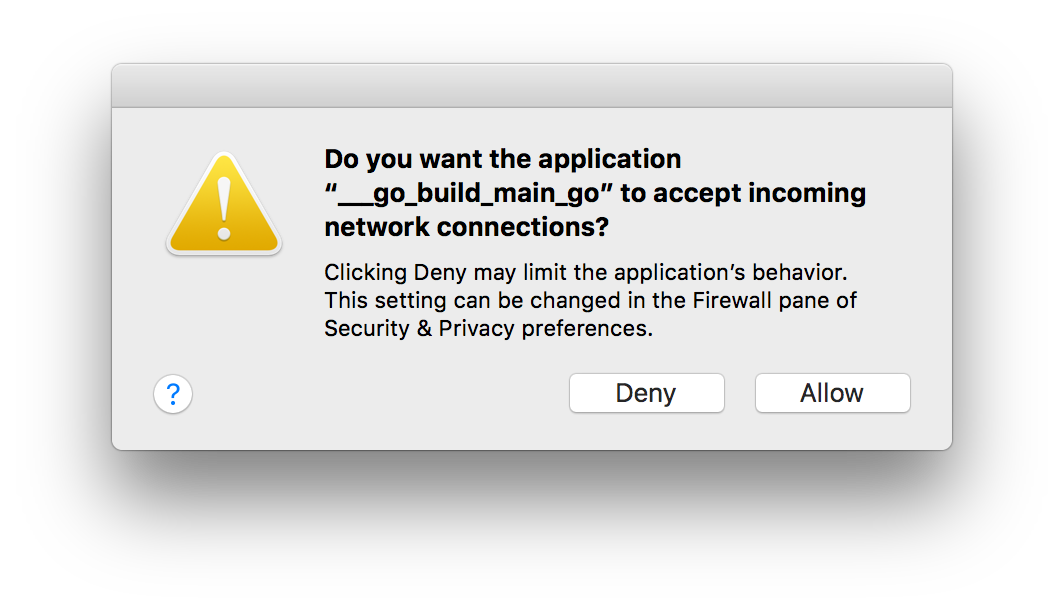 Do you want the application
“___go_build_main_go” to accept incoming
network connections?
Clicking Deny may limit the application’s behavior.
This setting can be changed in the Firewall pane of
Security & Privacy preferences.
? Deny Allow